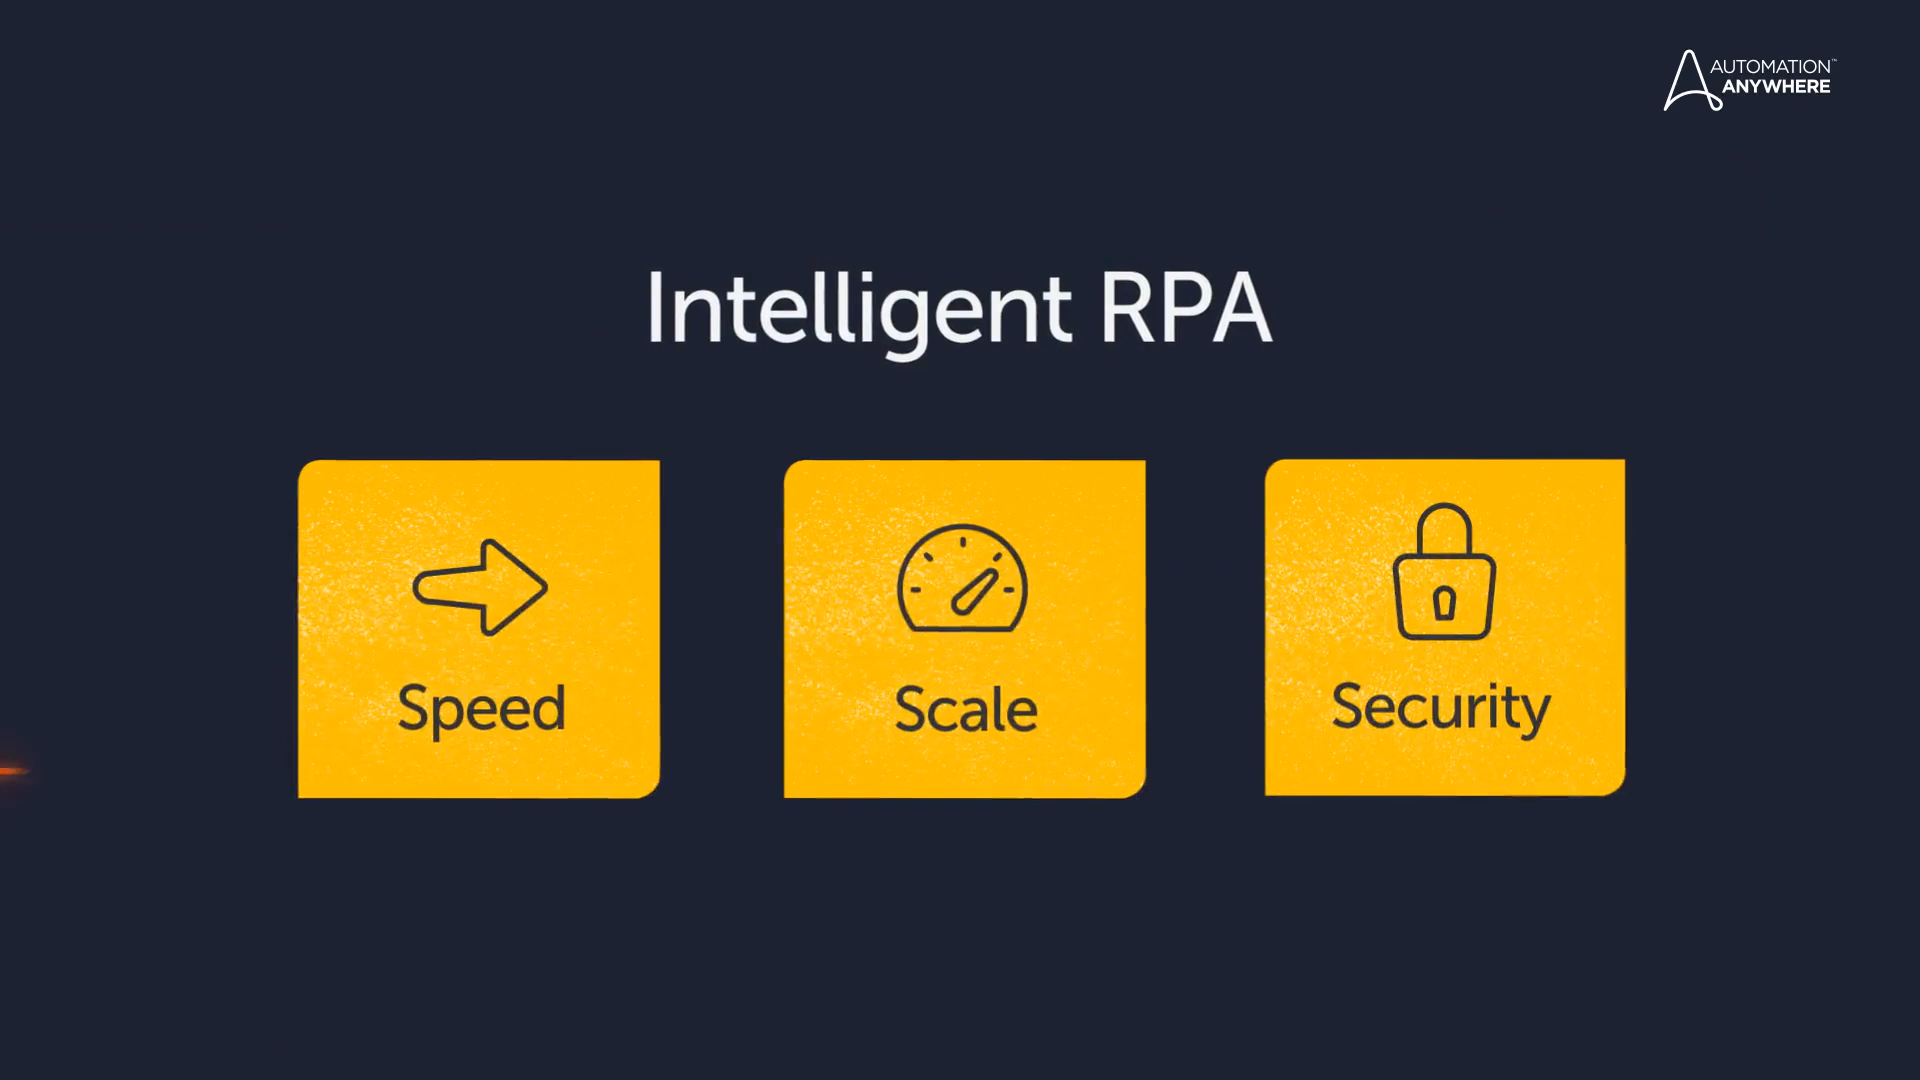 AUTOMATION™
ANYWHERE
Intelligent RPA
Speed
Scale
Security